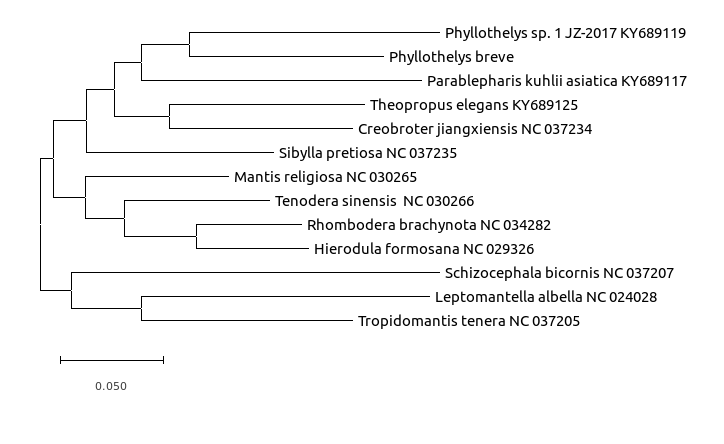 Phyllothelys sp. 1 JZ-2017 KY689119
Phyllothelys breve
Parablepharis kuhlii asiatica KY689117
Theopropus elegans KY689125
Creobroter jiangxiensis NC 037234
Sibylla pretiosa NC 037235
Mantis religiosa NC 030265
Tenodera sinensis  NC 030266
Rhombodera brachynota NC 034282
Hierodula formosana NC 029326
Schizocephala bicornis NC 037207
Leptomantella albella NC 024028
Tropidomantis tenera NC 037205
0.050